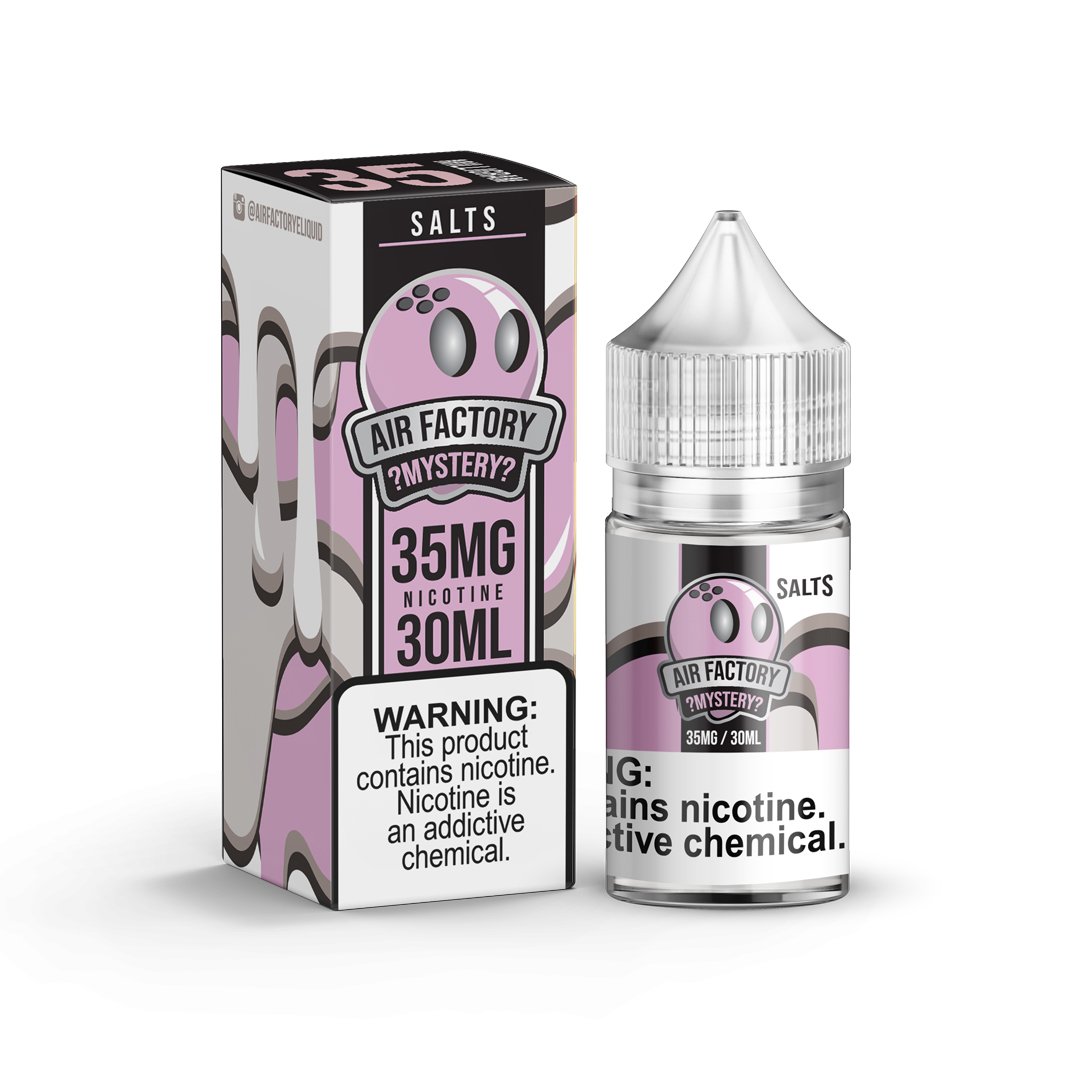 35
@AIRFACTORYELIQUID
SALTS
AIR FACTORY
?MYSTERY?
35MG
NICOTINE
30ML
WARNING:
This product
contains nicotine.
Nicotine is
an addictive
chemical.
SALTS
AIR FACTORY
?MYSTERY?
35MG / 30ML
NG:
ains nicotine.
ctive chemical.